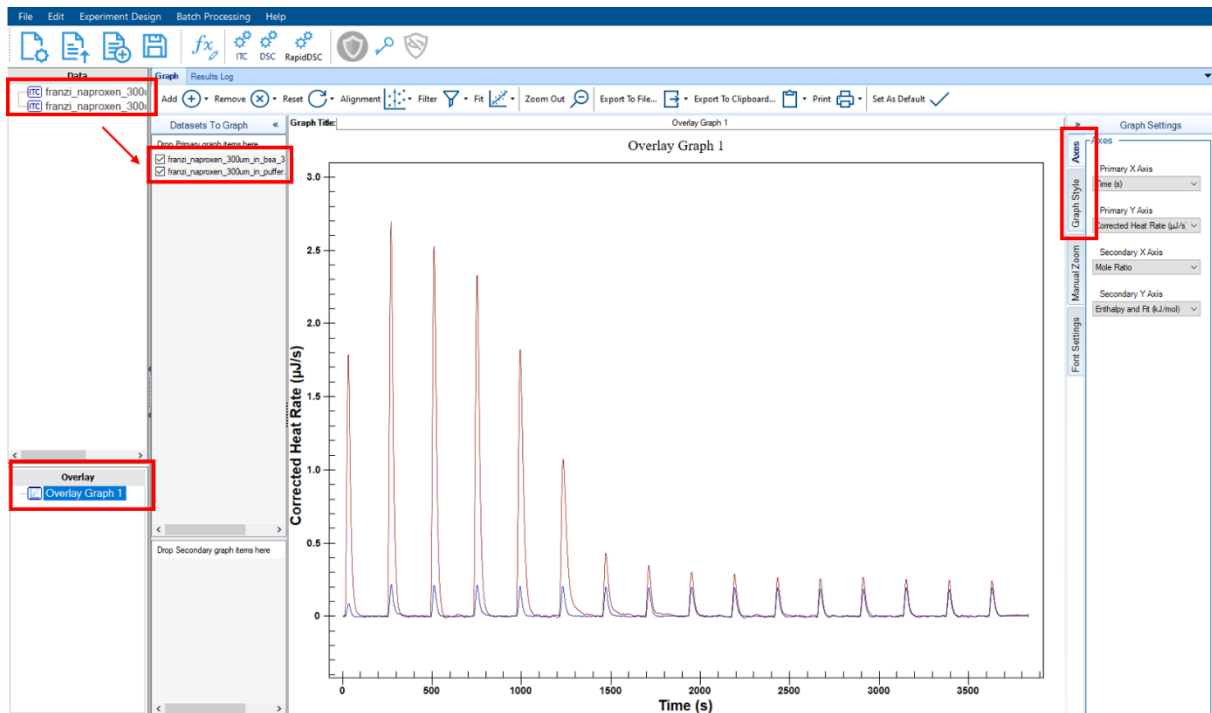 File Edit Experiment Design Batch Processing Help
ITC DSC RapidDSC
Data
ITC franzi_naproxen_300u
ITC franzi_naproxen_300u
Graph Results Log
Add Remove Reset Alignment Filter Fit Zoom Out Export To File... Export To Clipboard... Print Set As Default
Datasets To Graph «
Drop Primary graph items here
franzi_naproxen_300um_in_bsa_3
franzi_naproxen_300um_in_puffer.
Drop Secondary graph items here
Overlay
Overlay Graph 1
Graph Title: Overlay Graph 1
Overlay Graph 1
Corrected Heat Rate (µJ/s)
3.0
2.5
2.0
1.5
1.0
0.5
0
0 500 1000 1500 2000 2500 3000 3500
Time (s)
»
Axes
Graph Style
Manual Zoom
Font Settings
Graph Settings
Axes
Primary X Axis
Time (s)
Primary Y Axis
Corrected Heat Rate (µJ/s)
Secondary X Axis
Mole Ratio
Secondary Y Axis
Enthalpy and Fit (kJ/mol)